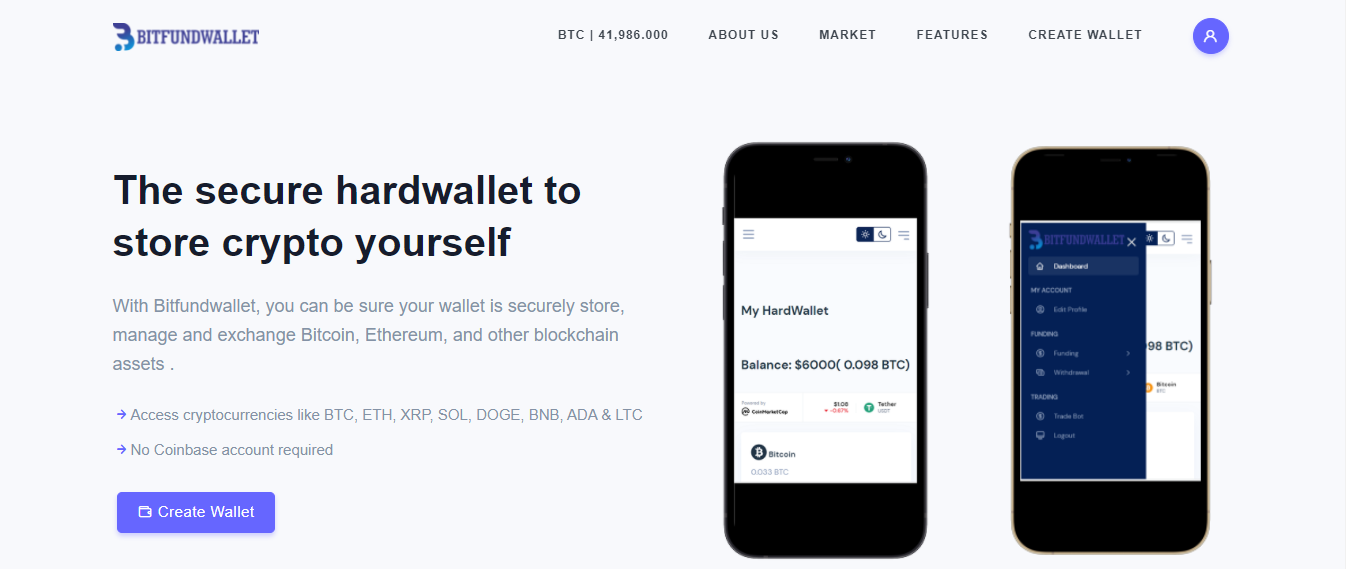 BITFUNDWALLET
BTC | 41,986.000
ABOUT US
MARKET
FEATURES
CREATE WALLET
The secure hardwallet to
store crypto yourself
With Bitfundwallet, you can be sure your wallet is securely store,
manage and exchange Bitcoin, Ethereum, and other blockchain
assets .
Access cryptocurrencies like BTC, ETH, XRP, SOL, DOGE, BNB, ADA & LTC
No Coinbase account required
Create Wallet
My HardWallet
Balance: $6000( 0.098 BTC)
Powered by
CoinMarketCap
$1.08
-0.67%
Tether
USDT
Bitcoin
0.033 BTC
BITFUNDWALLET
Dashboard
MY ACCOUNT
Edit Profile
FUNDING
Funding
Withdrawal
TRADING
Trade Bot
Logout
98 BTC)
Bitcoin
BTC